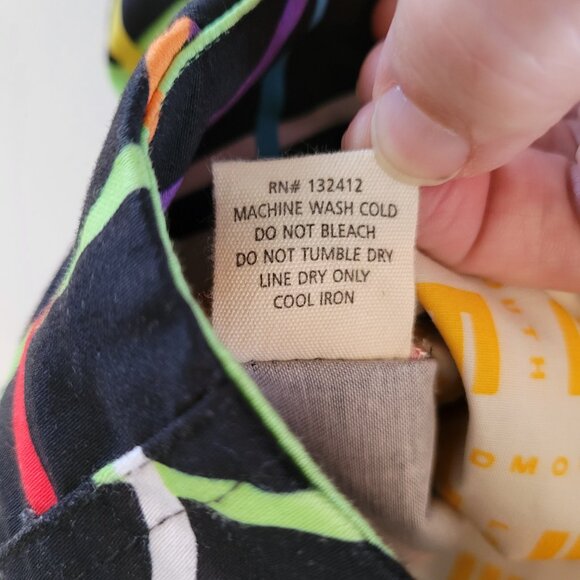 RN# 132412
MACHINE WASH COLD
DO NOT BLEACH
DO NOT TUMBLE DRY
LINE DRY ONLY
COOL IRON